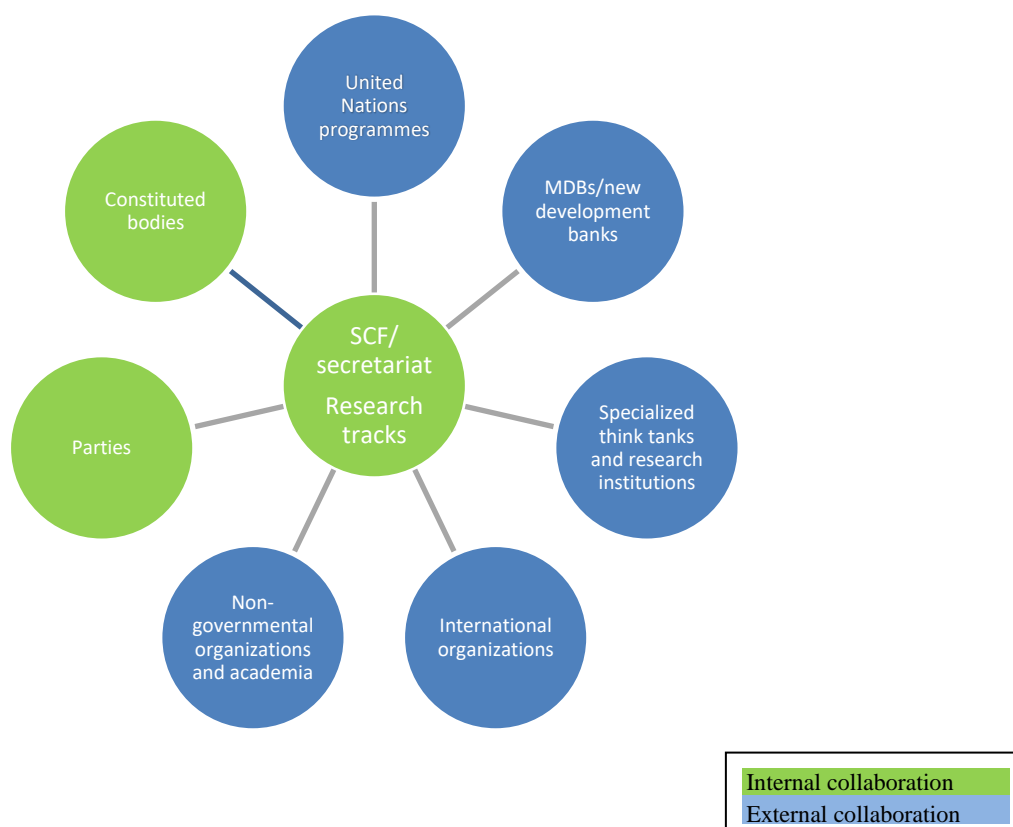 United
Nations
programmes
MDBs/new
development
banks
Specialized
think tanks
and research
institutions
International
organizations
Non-
governmental
organizations
and academia
Parties
Constituted
bodies
SCF/
secretariat
Research
tracks
Internal collaboration
External collaboration